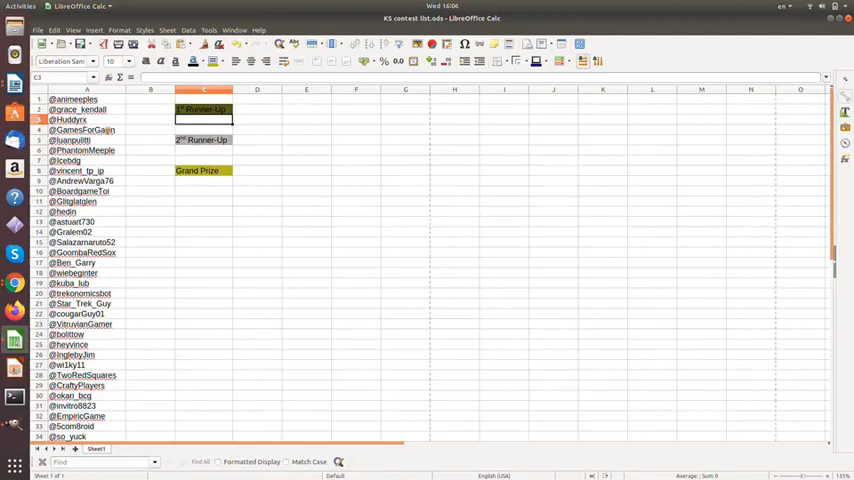 Activities LibreOffice Calc Wed 16:06 en
KS contest list.ods - LibreOffice Calc
File Edit View Insert Format Styles Sheet Data Tools Window Help
Liberation Sans 10
C3
A B C D E F G H I J K L M N O
1 @animeeples
2 @grace_kendall 1st Runner-Up
3 @Huddyrx
4 @GamesForGaijin
5 @luanpulitti 2nd Runner-Up
6 @PhantomMeeple
7 @Icebdg
8 @vincent_tp_ip Grand Prize
9 @AndrewVarga76
10 @BoardgameToi
11 @Glitglatglen
12 @hedin
13 @astuart730
14 @Gralem02
15 @Salazarnaruto52
16 @GoombaRedSox
17 @Ben_Garry
18 @wiebeginter
19 @kuba_lub
20 @trekonomicsbot
21 @Star_Trek_Guy
22 @cougarGuy01
23 @VitruvianGamer
24 @bolittow
25 @heyvince
26 @InglebyJim
27 @wi1ky11
28 @TwoRedSquares
29 @CraftyPlayers
30 @okan_bcg
31 @invitro8823
32 @EmpiricGame
33 @5com8roid
34 @so_yuck
Sheet1
Find Find All Formatted Display Match Case
Sheet 1 of 1 Default English (USA) Average: ; Sum: 0 135%